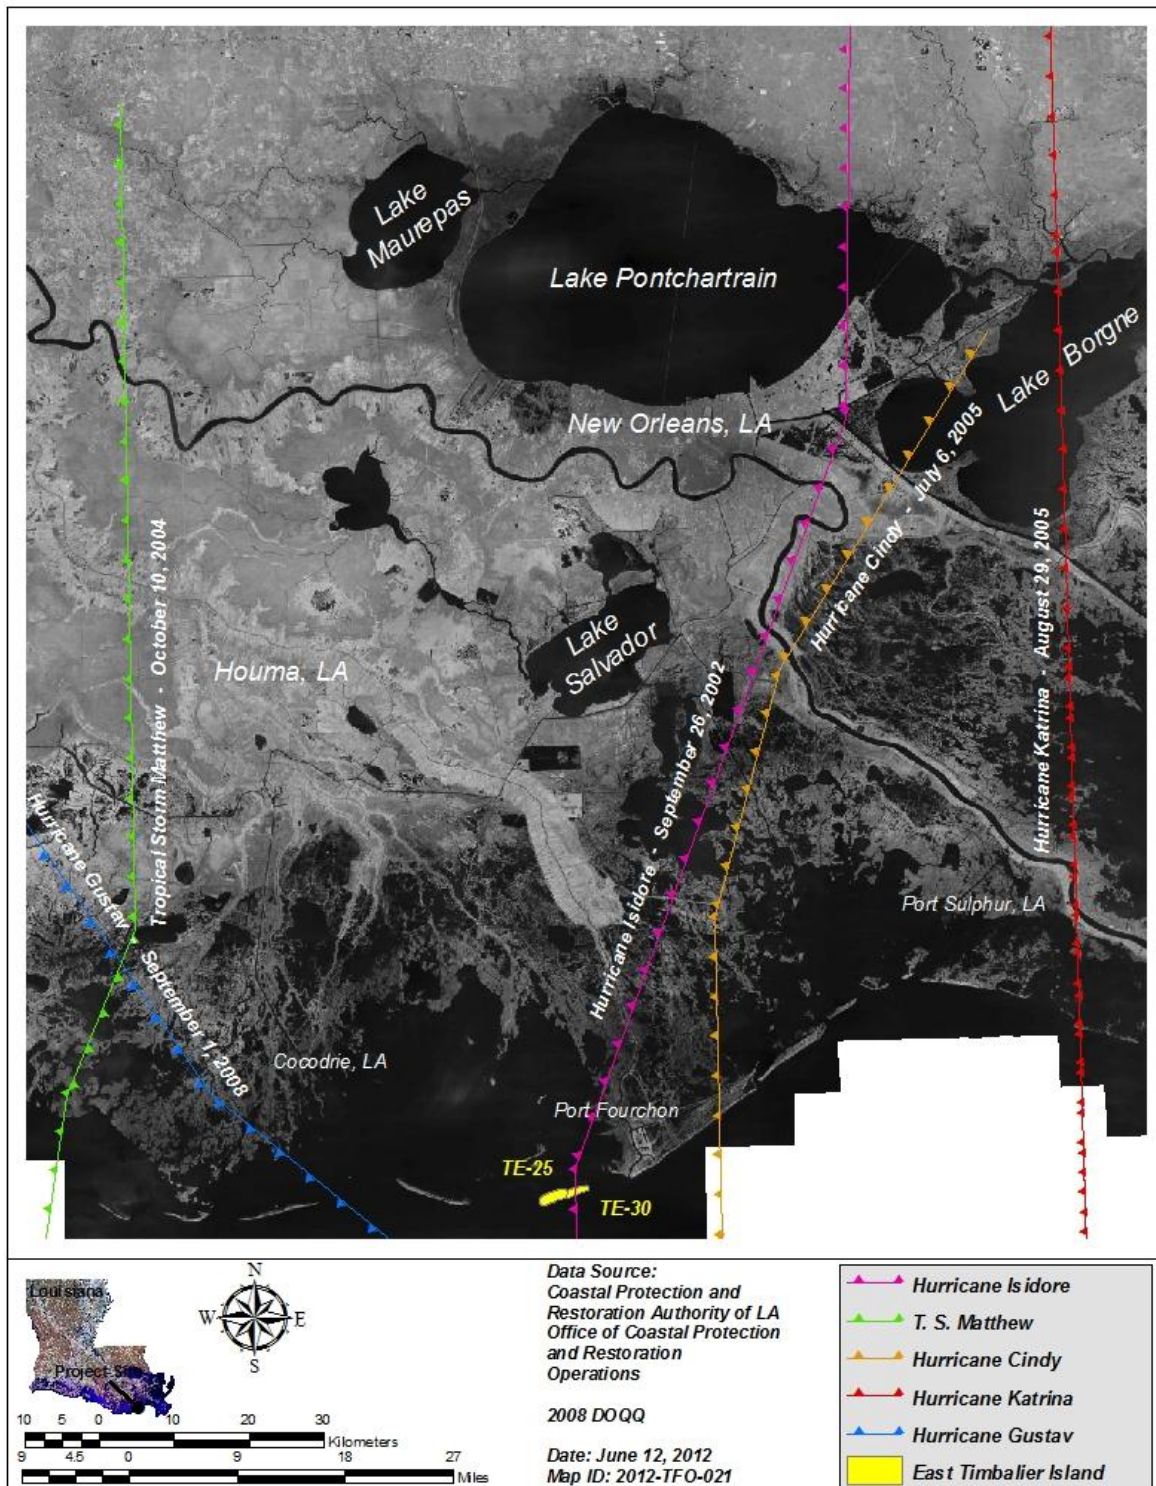 Lake
Maurepas
Lake Pontchartrain
Lake Borgne
New Orleans, LA
Hurricane Cindy - July 6, 2005
Tropical Storm Matthew - October 10, 2004
Hurricane Katrina - August 29, 2005
Lake
Salvador
Houma, LA
Hurricane Isidore - September 26, 2002
Hurricane Gustav - September 1, 2008
Port Sulphur, LA
Cocodrie, LA
Port Fourchon
TE-25
TE-30
Louisiana
Project Site
N
W E
S
10 5 0 10 20 30
Kilometers
9 4.5 0 9 18 27
Miles
Data Source:
Coastal Protection and
Restoration Authority of LA
Office of Coastal Protection
and Restoration
Operations
2008 DOQQ
Date: June 12, 2012
Map ID: 2012-TFO-021
Hurricane Isidore
T. S. Matthew
Hurricane Cindy
Hurricane Katrina
Hurricane Gustav
East Timbalier Island